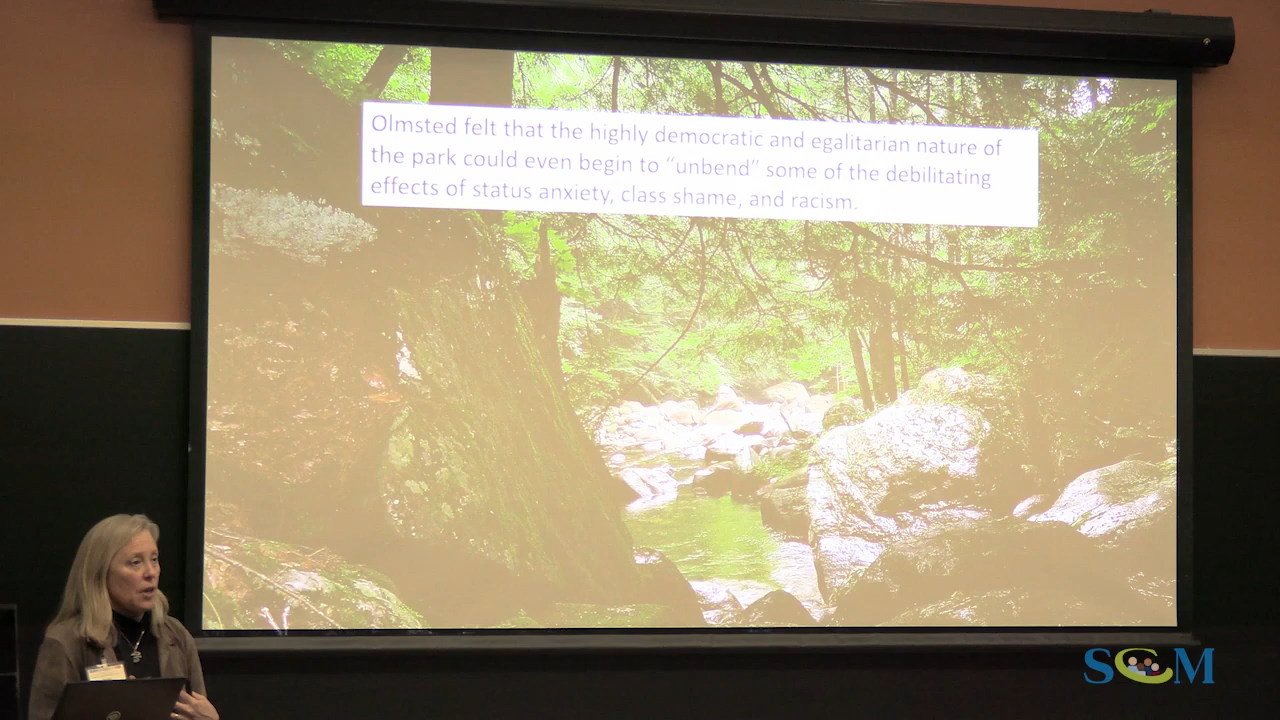 Olmsted felt that the highly democratic and egalitarian nature of
the park could even begin to “unbend” some of the debilitating
effects of status anxiety, class shame, and racism.
SCM